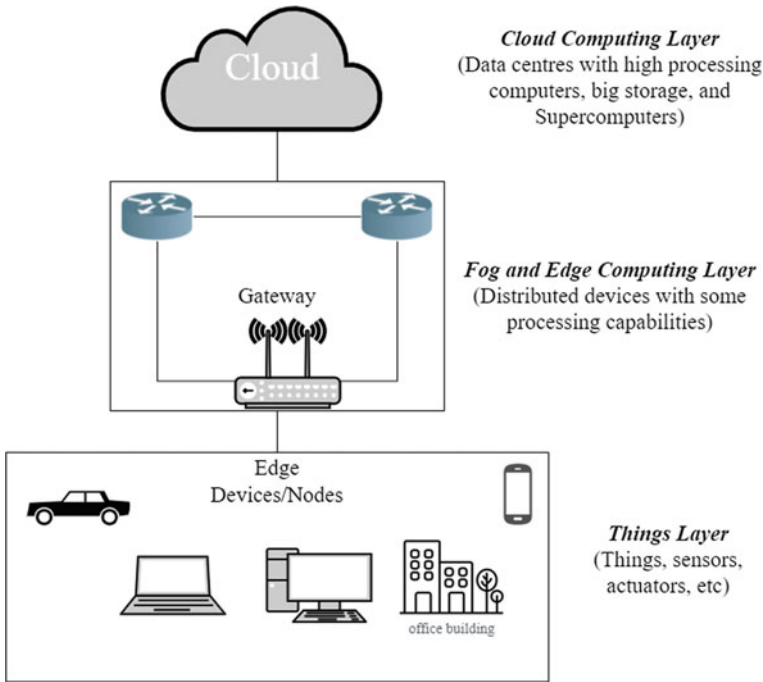 Cloud
Cloud Computing Layer
(Data centres with high processing
computers, big storage, and
Supercomputers)
Gateway
Fog and Edge Computing Layer
(Distributed devices with some
processing capabilities)
Edge
Devices/Nodes
office building
Things Layer
(Things, sensors,
actuators, etc)